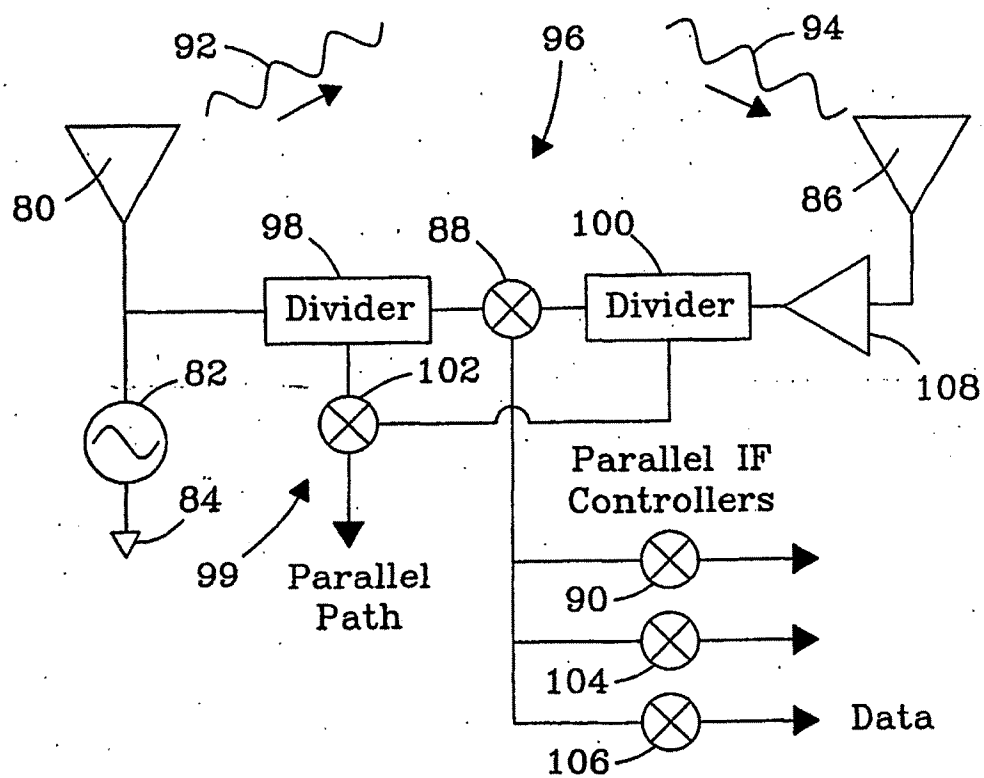 92
96
94
80
86
98
88
100
Divider
Divider
82
102
108
84
Parallel IF
Controllers
99
Parallel
Path
90
104
106
Data